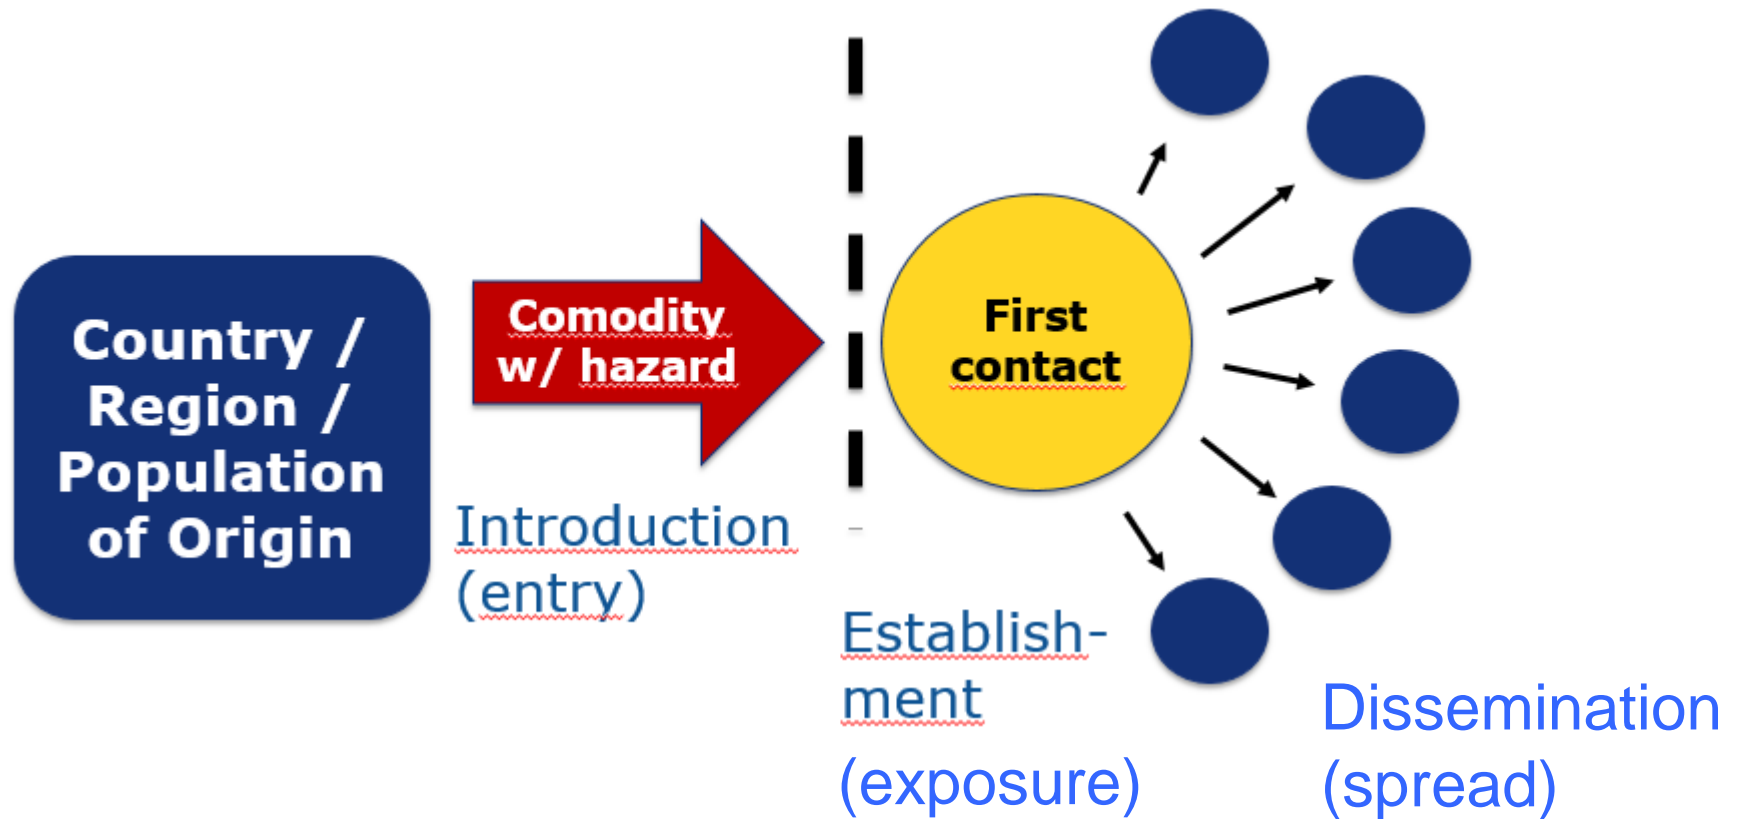 Country /
Region /
Population
of Origin
Comodity
w/ hazard
Introduction
(entry)
First
contact
Establish-
ment
(exposure)
Dissemination
(spread)